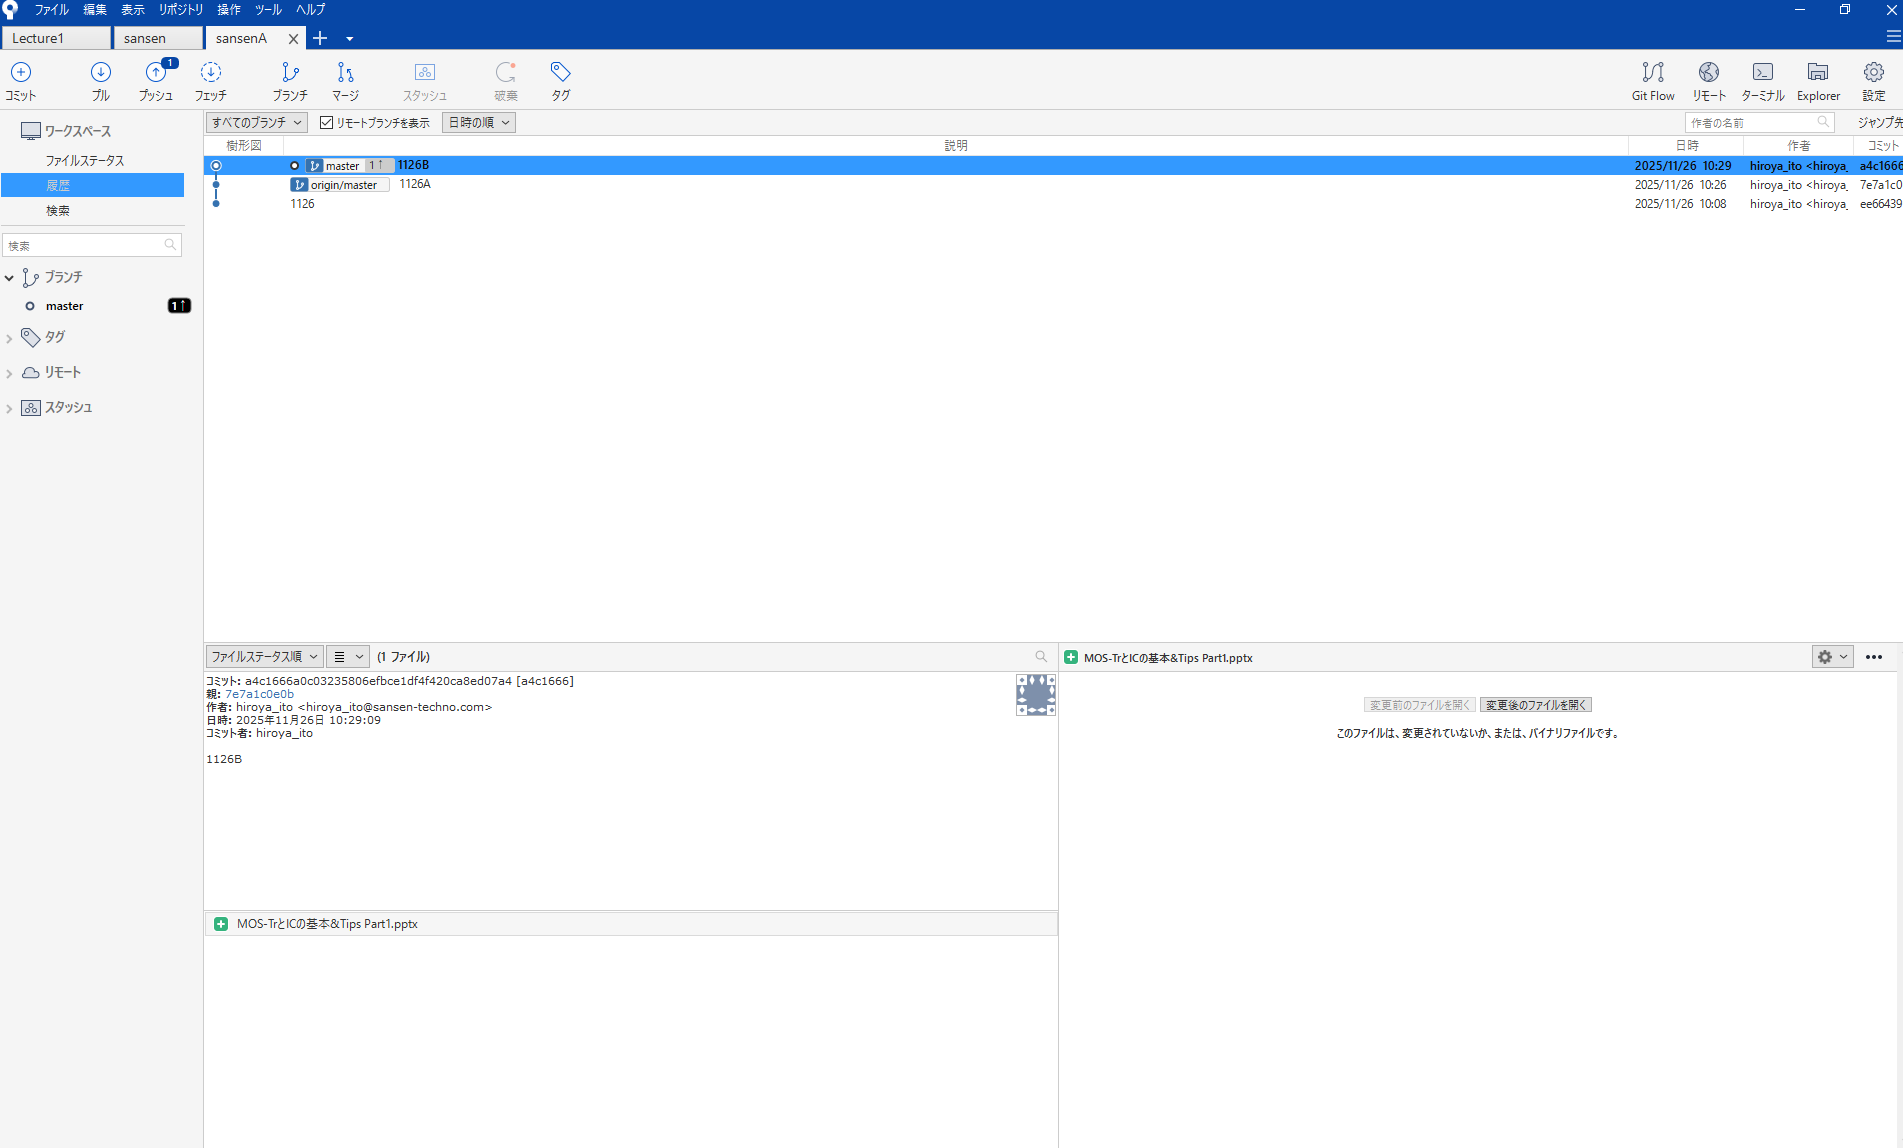 ファイル 編集 表示 リポジトリ 操作 ツール ヘルプ
Lecture1 sansen sansenA
コミット プル プッシュ 1 フェッチ ブランチ マージ スタッシュ 破棄 タグ Git Flow リモート ターミナル Explorer 設定
ワークスペース
ファイルステータス
履歴
検索
検索
ブランチ
master 1↑
タグ
リモート
スタッシュ
すべてのブランチ リモートブランチを表示 日時の順 作者の名前 ジャンプ先
樹形図 説明 日時 作者 コミット
master 1↑ 1126B 2025/11/26 10:29 hiroya_ito <hiroya_ a4c1666
origin/master 1126A 2025/11/26 10:26 hiroya_ito <hiroya_ 7e7a1c0
1126 2025/11/26 10:08 hiroya_ito <hiroya_ ee66439
ファイルステータス順 (1 ファイル)
コミット: a4c1666a0c03235806efbce1df4f420ca8ed07a4 [a4c1666]
親: 7e7a1c0e0b
作者: hiroya_ito <hiroya_ito@sansen-techno.com>
日時: 2025年11月26日 10:29:09
コミット者: hiroya_ito
1126B
MOS-TrとICの基本&Tips Part1.pptx
MOS-TrとICの基本&Tips Part1.pptx
変更前のファイルを開く 変更後のファイルを開く
このファイルは、変更されていないか、または、バイナリファイルです。